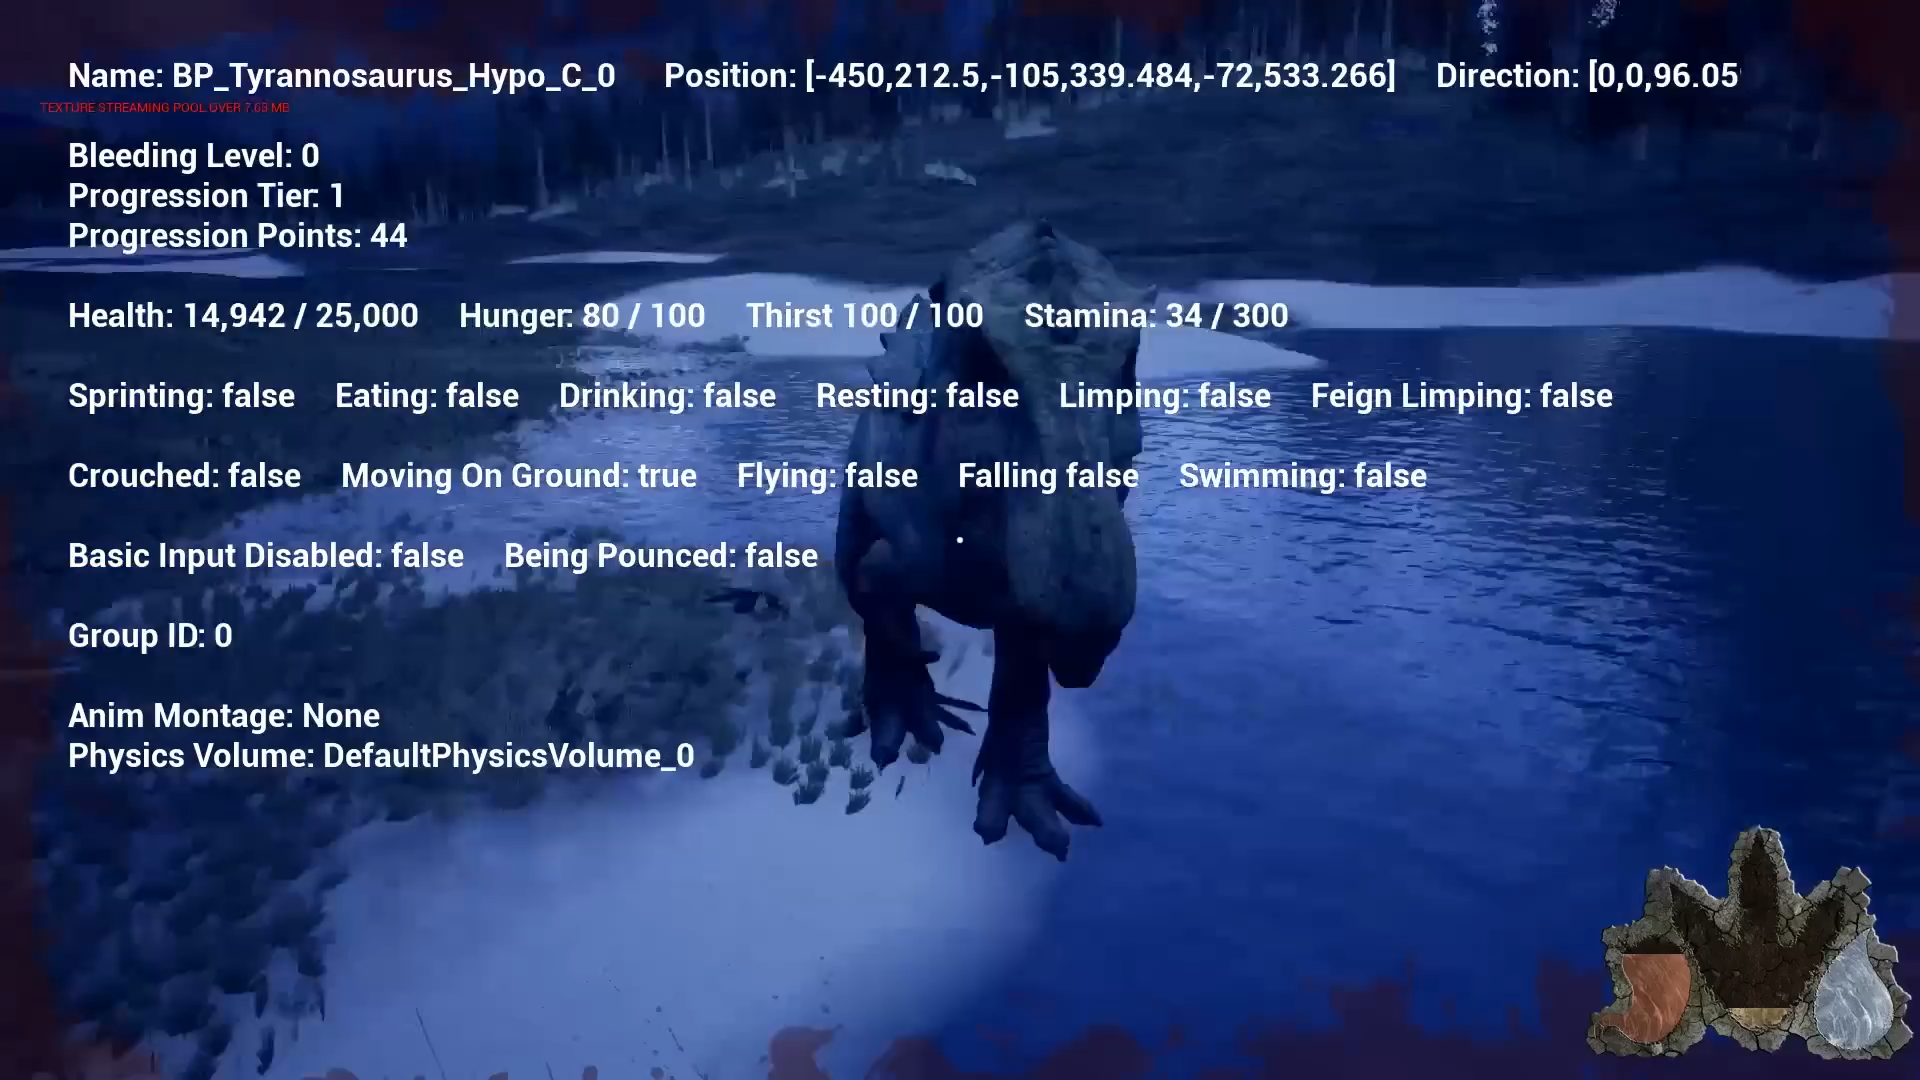 Name: BP_Tyrannosaurus_Hypo_C_0 Position: [-450,212.5,-105,339.484,-72,533.266] Direction: [0,0,96.05
TEXTURE STREAMING POOL OVER 7.63 MB
Bleeding Level: 0
Progression Tier: 1
Progression Points: 44
Health: 14,942 / 25,000 Hunger: 80 / 100 Thirst 100 / 100 Stamina: 34 / 300
Sprinting: false Eating: false Drinking: false Resting: false Limping: false Feign Limping: false
Crouched: false Moving On Ground: true Flying: false Falling false Swimming: false
Basic Input Disabled: false Being Pounced: false
Group ID: 0
Anim Montage: None
Physics Volume: DefaultPhysicsVolume_0